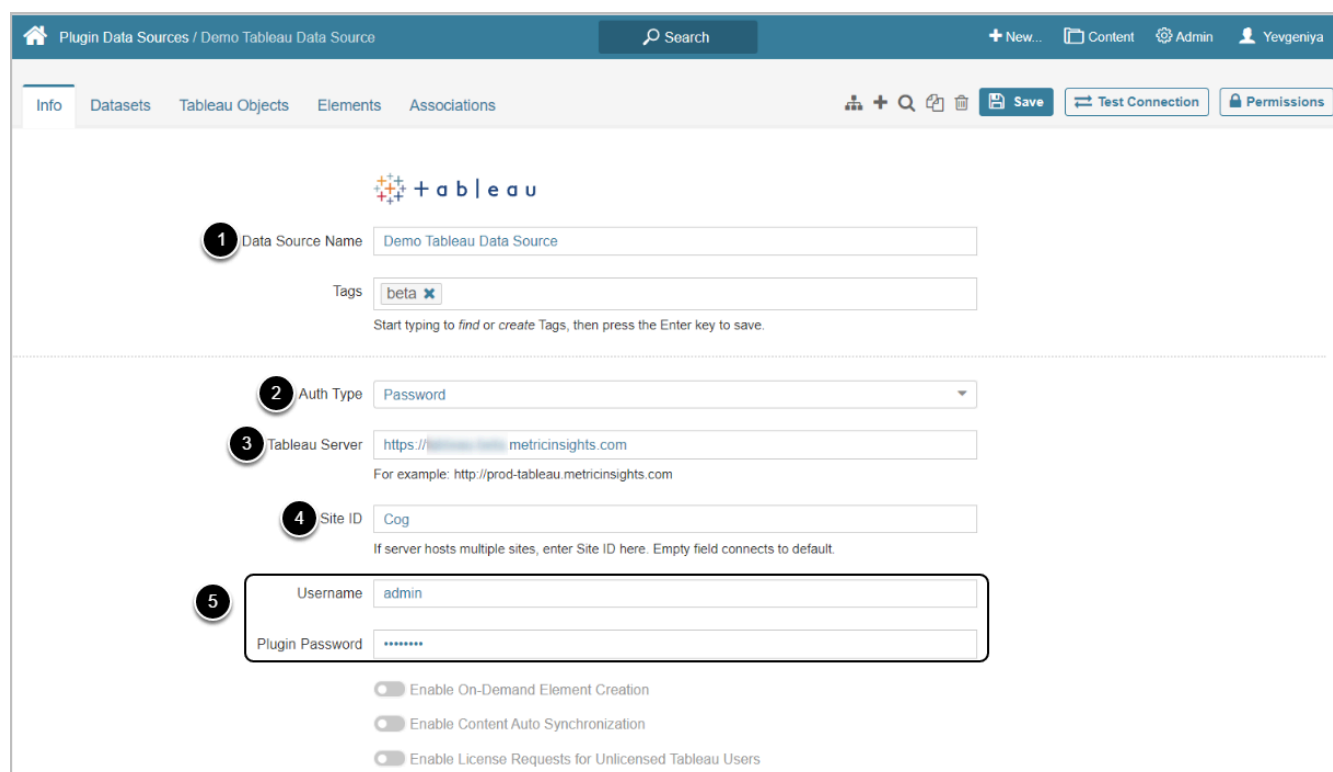 Plugin Data Sources / Demo Tableau Data Source Search New... Content Admin Yevgeniya
Info Datasets Tableau Objects Elements Associations Save Test Connection Permissions
tableau
1 Data Source Name Demo Tableau Data Source
Tags beta
Start typing to find or create Tags, then press the Enter key to save.
2 Auth Type Password
3 Tableau Server https:// metricinsights.com
For example: http://prod-tableau.metricinsights.com
4 Site ID Cog
If server hosts multiple sites, enter Site ID here. Empty field connects to default.
5 Username admin
Plugin Password ••••••••
Enable On-Demand Element Creation
Enable Content Auto Synchronization
Enable License Requests for Unlicensed Tableau Users